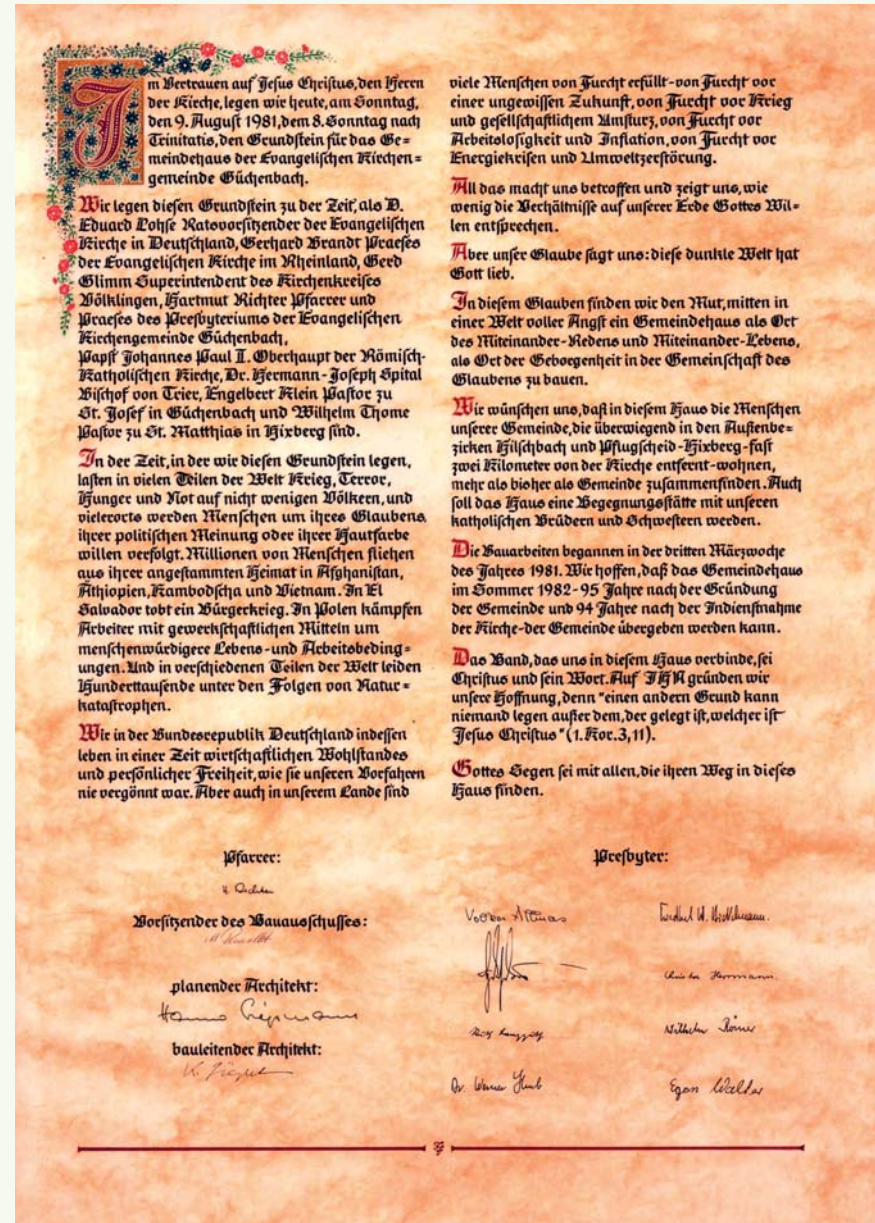 Im Vertrauen auf Jesus Christus, den Herrn
der Kirche, legen wir heute, am Sonntag,
den 9. August 1981, dem 8. Sonntag nach
Trinitatis, den Grundstein für das Ge=
meindehaus der Evangelischen Kirchen=
gemeinde Güchenbach.
Wir legen diesen Grundstein zu der Zeit, als D.
Eduard Lohse Ratsvorsitzender der Evangelischen
Kirche in Deutschland, Gerhard Brandt Praeses
der Evangelischen Kirche im Rheinland, Gerd
Glimm Superintendent des Kirchenkreises
Völklingen, Hartmut Richter Pfarrer und
Praeses des Presbyteriums der Evangelischen
Kirchengemeinde Güchenbach,
Papst Johannes Paul II. Oberhaupt der Römisch-
Katholischen Kirche, Dr. Hermann-Joseph Spital
Bischof von Trier, Engelbert Klein Pastor zu
St. Josef in Güchenbach und Wilhelm Thome
Pastor zu St. Matthias in Hixberg sind.
In der Zeit, in der wir diesen Grundstein legen,
lasten in vielen Teilen der Welt Krieg, Terror,
Hunger und Not auf nicht wenigen Völkern, und
vielerorts werden Menschen um ihres Glaubens,
ihrer politischen Meinung oder ihrer Hautfarbe
willen verfolgt. Millionen von Menschen fliehen
aus ihrer angestammten Heimat in Afghanistan,
Äthiopien, Kambodscha und Vietnam. In El
Salvador tobt ein Bürgerkrieg. In Polen kämpfen
Arbeiter mit gewerkschaftlichen Mitteln um
menschenwürdigere Lebens- und Arbeitsbeding-
ungen. Und in verschiedenen Teilen der Welt leiden
Hunderttausende unter den Folgen von Natur=
katastrophen.
Wir in der Bundesrepublik Deutschland indessen
leben in einer Zeit wirtschaftlichen Wohlstandes
und persönlicher Freiheit, wie sie unseren Vorfahren
nie vergönnt war. Aber auch in unserem Lande sind
viele Menschen von Furcht erfüllt-von Furcht vor
einer ungewissen Zukunft, von Furcht vor Krieg
und gesellschaftlichem Umsturz, von Furcht vor
Arbeitslosigkeit und Inflation, von Furcht vor
Energiekrisen und Umweltzerstörung.
All das macht uns betroffen und zeigt uns, wie
wenig die Verhältnisse auf unserer Erde Gottes Wil-
len entsprechen.
Aber unser Glaube sagt uns: diese dunkle Welt hat
Gott lieb.
In diesem Glauben finden wir den Mut, mitten in
einer Welt voller Angst ein Gemeindehaus als Ort
des Miteinander-Redens und Miteinander-Lebens,
als Ort der Geborgenheit in der Gemeinschaft des
Glaubens zu bauen.
Wir wünschen uns, daß in diesem Haus die Menschen
unserer Gemeinde, die überwiegend in den Außenbe=
zirken Hilschbach und Pflugscheid-Hixberg-fast
zwei Kilometer von der Kirche entfernt-wohnen,
mehr als bisher als Gemeinde zusammenfinden. Auch
soll das Haus eine Begegnungsstätte mit unseren
katholischen Brüdern und Schwestern werden.
Die Bauarbeiten begannen in der dritten Märzwoche
des Jahres 1981. Wir hoffen, daß das Gemeindehaus
im Sommer 1982-95 Jahre nach der Gründung
der Gemeinde und 94 Jahre nach der Indienstnahme
der Kirche-der Gemeinde übergeben werden kann.
Das Band, das uns in diesem Haus verbinde, sei
Christus und sein Wort. Auf IHN gründen wir
unsere Hoffnung, denn "einen andern Grund kann
niemand legen außer dem, der gelegt ist, welcher ist
Jesus Christus" (1. Kor. 3, 11).
Gottes Segen sei mit allen, die ihren Weg in dieses
Haus finden.
Pfarrer:
H. Richter
Vorsitzender des Bauausschusses:
planender Architekt:
Hanno
bauleitender Architekt:
K.
Presbyter:
Volker
Herrmann
Wilhelm Römer
Dr. Werner
Egon Walder